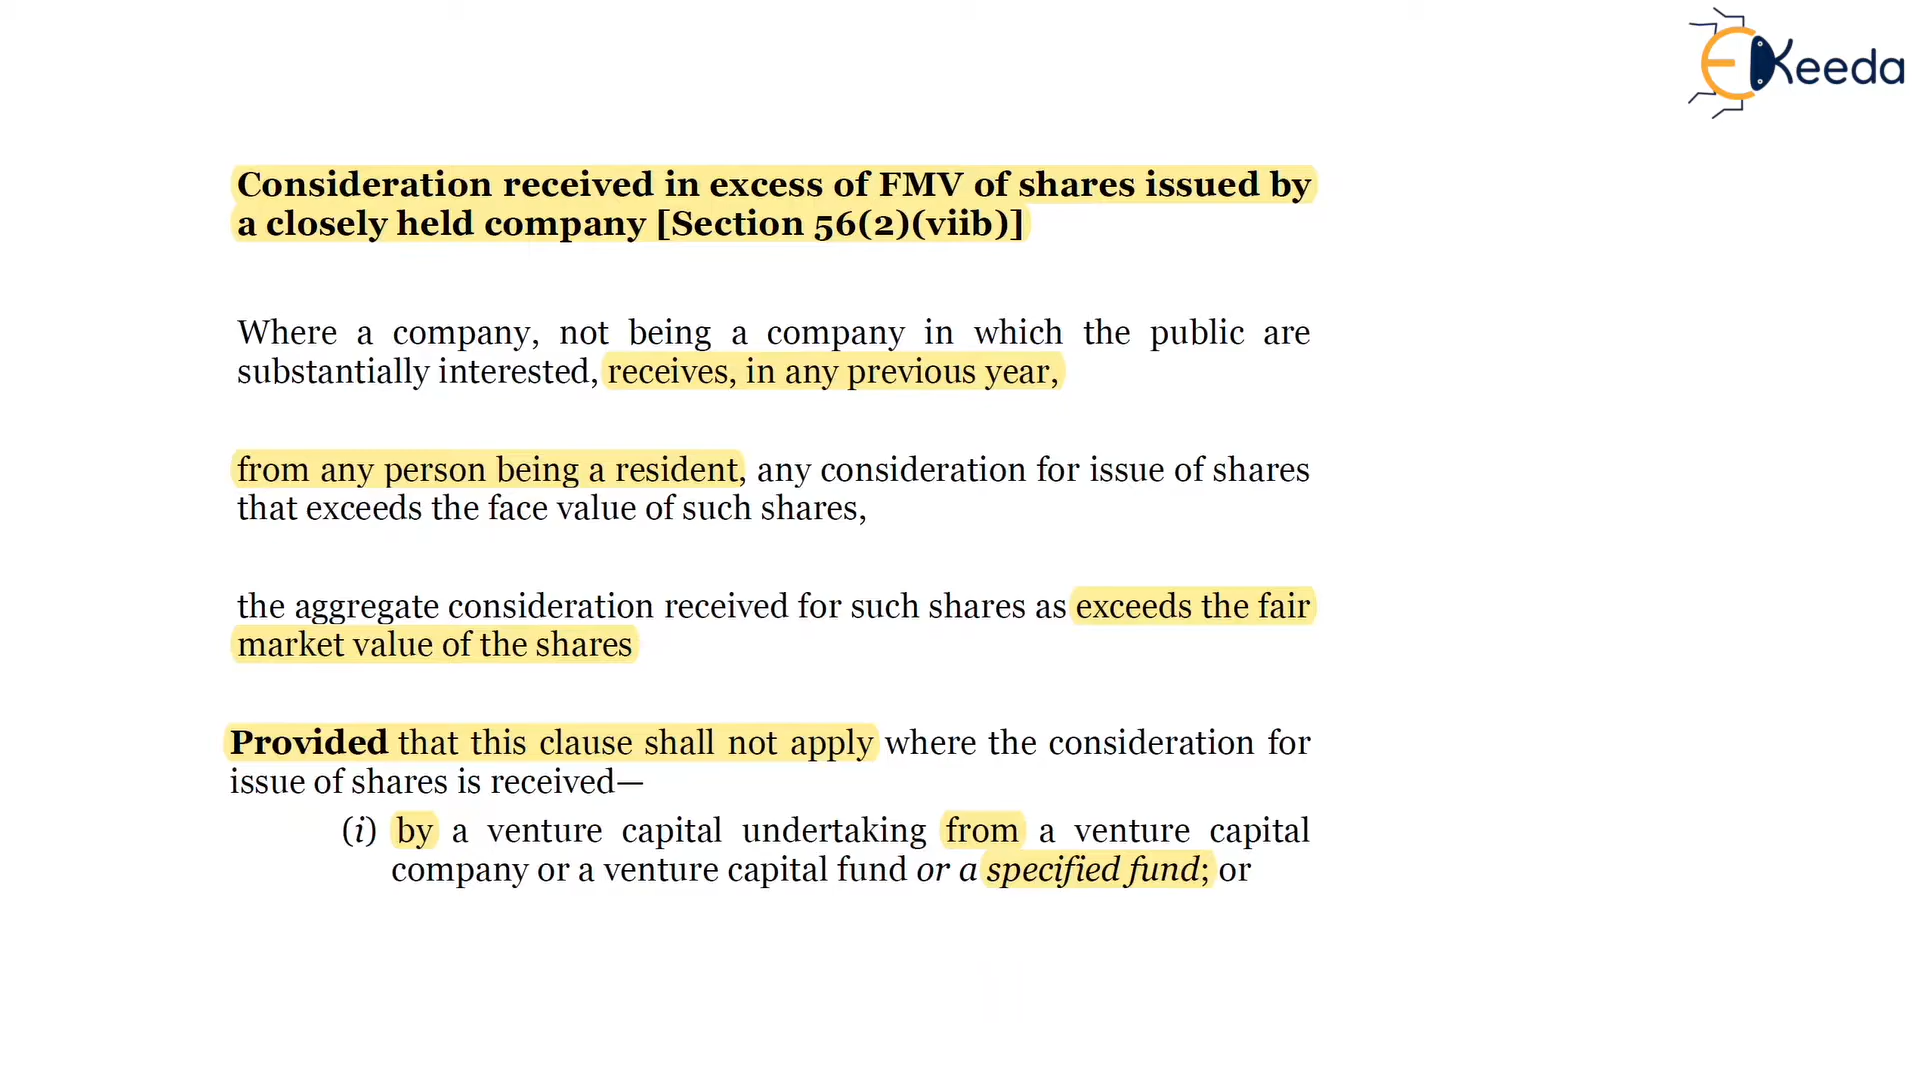 EKeeda
Consideration received in excess of FMV of shares issued by
a closely held company [Section 56(2)(viib)]
Where a company, not being a company in which the public are
substantially interested, receives, in any previous year,
from any person being a resident, any consideration for issue of shares
that exceeds the face value of such shares,
the aggregate consideration received for such shares as exceeds the fair
market value of the shares
Provided that this clause shall not apply where the consideration for
issue of shares is received—
(i) by a venture capital undertaking from a venture capital
company or a venture capital fund or a specified fund; or